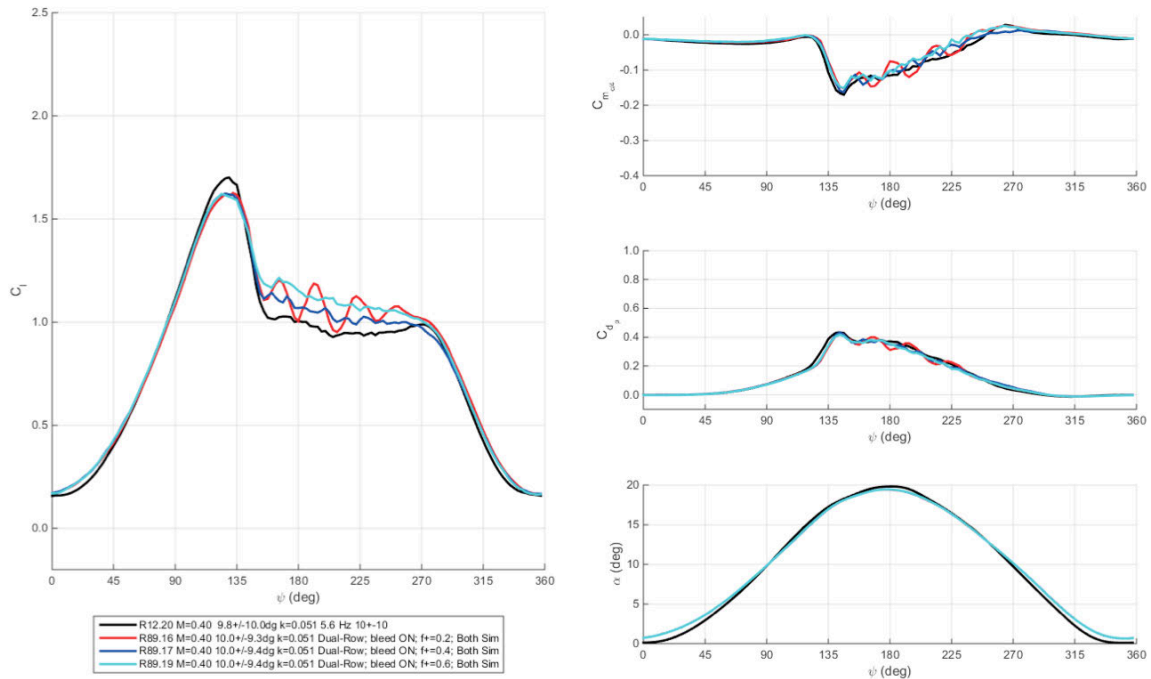 2.5
2.0
1.5
1.0
0.5
0.0
C_l
0 45 90 135 180 225 270 315 360
ψ (deg)
R12.20 M=0.40 9.8+/-10.0dg k=0.051 5.6 Hz 10+-10
R89.16 M=0.40 10.0+/-9.3dg k=0.051 Dual-Row; bleed ON; f+=0.2; Both Sim
R89.17 M=0.40 10.0+/-9.4dg k=0.051 Dual-Row; bleed ON; f+=0.4; Both Sim
R89.19 M=0.40 10.0+/-9.4dg k=0.051 Dual-Row; bleed ON; f+=0.6; Both Sim
0.0
-0.1
-0.2
-0.3
-0.4
C_m
0 45 90 135 180 225 270 315 360
ψ (deg)
1.0
0.8
0.6
0.4
0.2
0.0
C_d_p
0 45 90 135 180 225 270 315 360
ψ (deg)
20
15
10
5
0
α (deg)
0 45 90 135 180 225 270 315 360
ψ (deg)